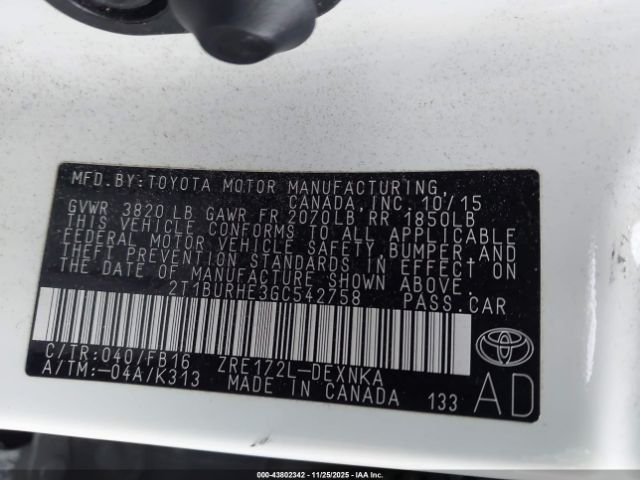 MFD.BY:TOYOTA MOTOR MANUFACTURING,
CANADA, INC. 10/15
GVWR 3820 LB GAWR FR 2070LB RR 1850LB
THIS VEHICLE CONFORMS TO ALL APPLICABLE
FEDERAL MOTOR VEHICLE SAFETY, BUMPER, AND
THEFT PREVENTION STANDARDS IN EFFECT ON
THE DATE OF MANUFACTURE SHOWN ABOVE.
2T1BURHE3GC542758 PASS.CAR
C/TR:040/FB16 ZRE172L-DEXNKA
A/TM:-04A/K313 MADE IN CANADA 133
AD
000-43802342 - 11/25/2025 - IAAI